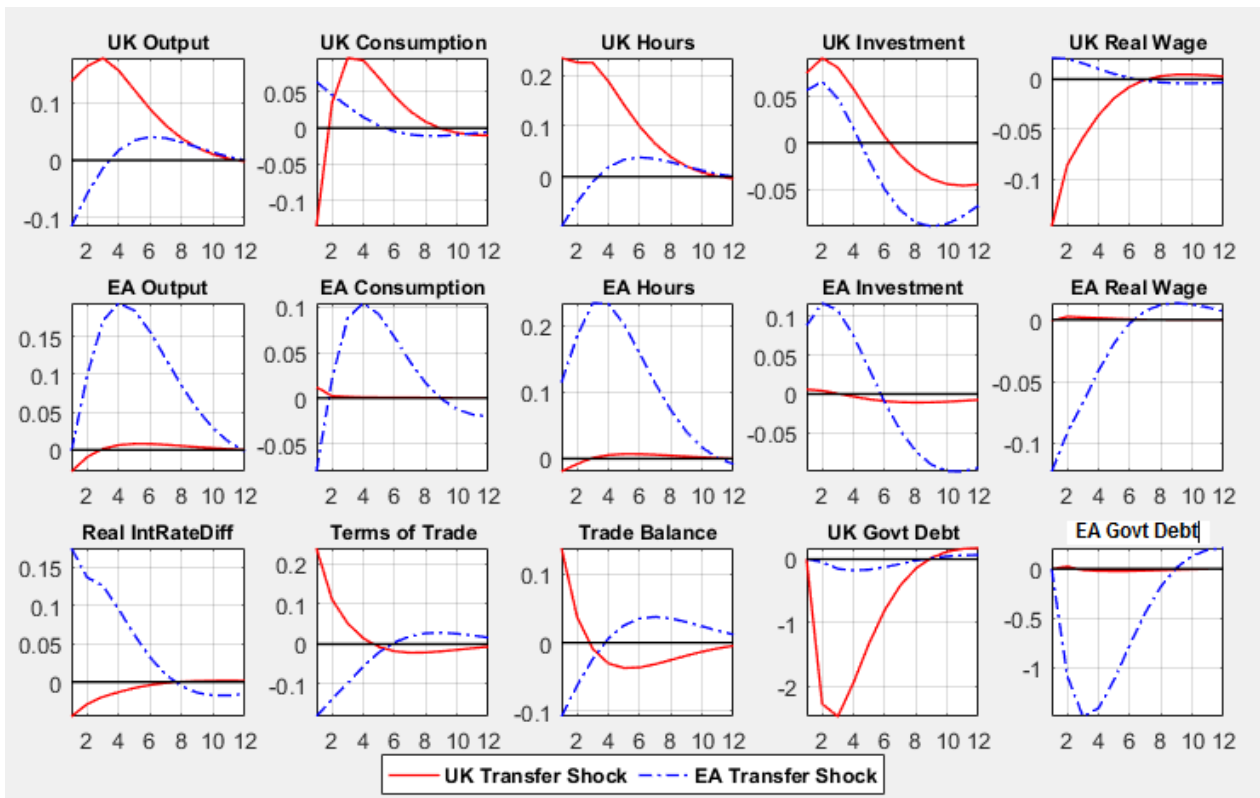 UK Output UK Consumption UK Hours UK Investment UK Real Wage
0.1 0.05 0.2 0.05 0
0 0 0.1 0 -0.05
-0.1 -0.05 0 -0.05 -0.1
-0.1
2 4 6 8 10 12 2 4 6 8 10 12 2 4 6 8 10 12 2 4 6 8 10 12 2 4 6 8 10 12
EA Output EA Consumption EA Hours EA Investment EA Real Wage
0.15 0.1 0.2 0.1 0
0.1 0.05 0.1 0.05 -0.05
0.05 0 0 0 -0.1
0 -0.05 -0.05
2 4 6 8 10 12 2 4 6 8 10 12 2 4 6 8 10 12 2 4 6 8 10 12 2 4 6 8 10 12
Real IntRateDiff Terms of Trade Trade Balance UK Govt Debt EA Govt Debt
0.15 0.2 0.1 0 0
0.1 0.1 0 -1 -0.5
0.05 0 -0.1 -2 -1
0 -0.1
2 4 6 8 10 12 2 4 6 8 10 12 2 4 6 8 10 12 2 4 6 8 10 12 2 4 6 8 10 12
UK Transfer Shock EA Transfer Shock